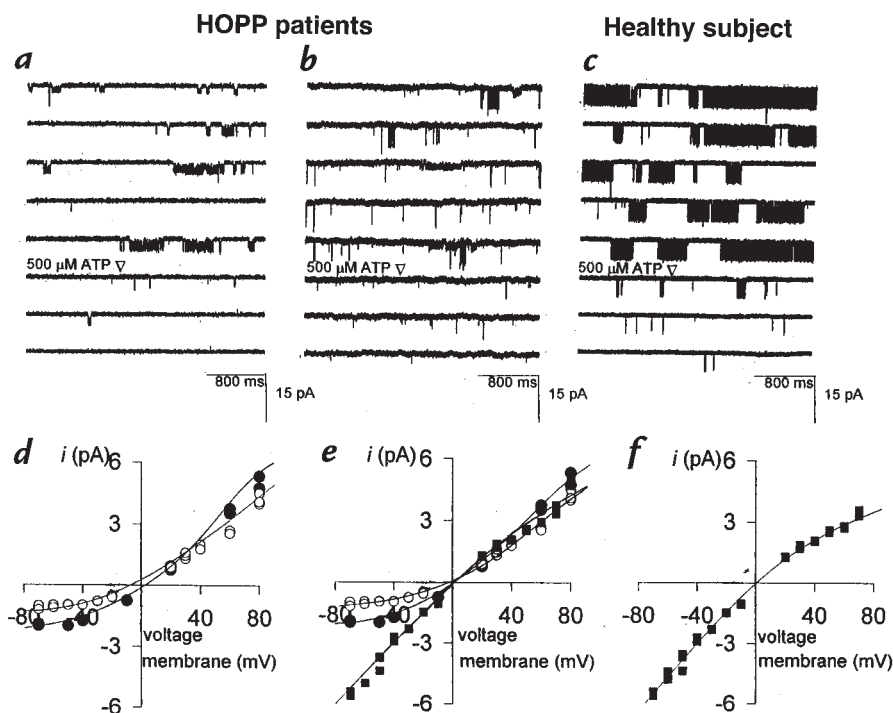 HOPP patients Healthy subject
a b c
500 µM ATP ∇ 500 µM ATP ∇ 500 µM ATP ∇
800 ms 800 ms 800 ms
15 pA 15 pA 15 pA
d i (pA) 6 e i (pA) 6 f i (pA) 6
3 3 3
-80 -40 40 80 -80 -40 40 80 -80 -40 40 80
-3 voltage -3 voltage -3 voltage
membrane (mV) membrane (mV) membrane (mV)
-6 -6 -6